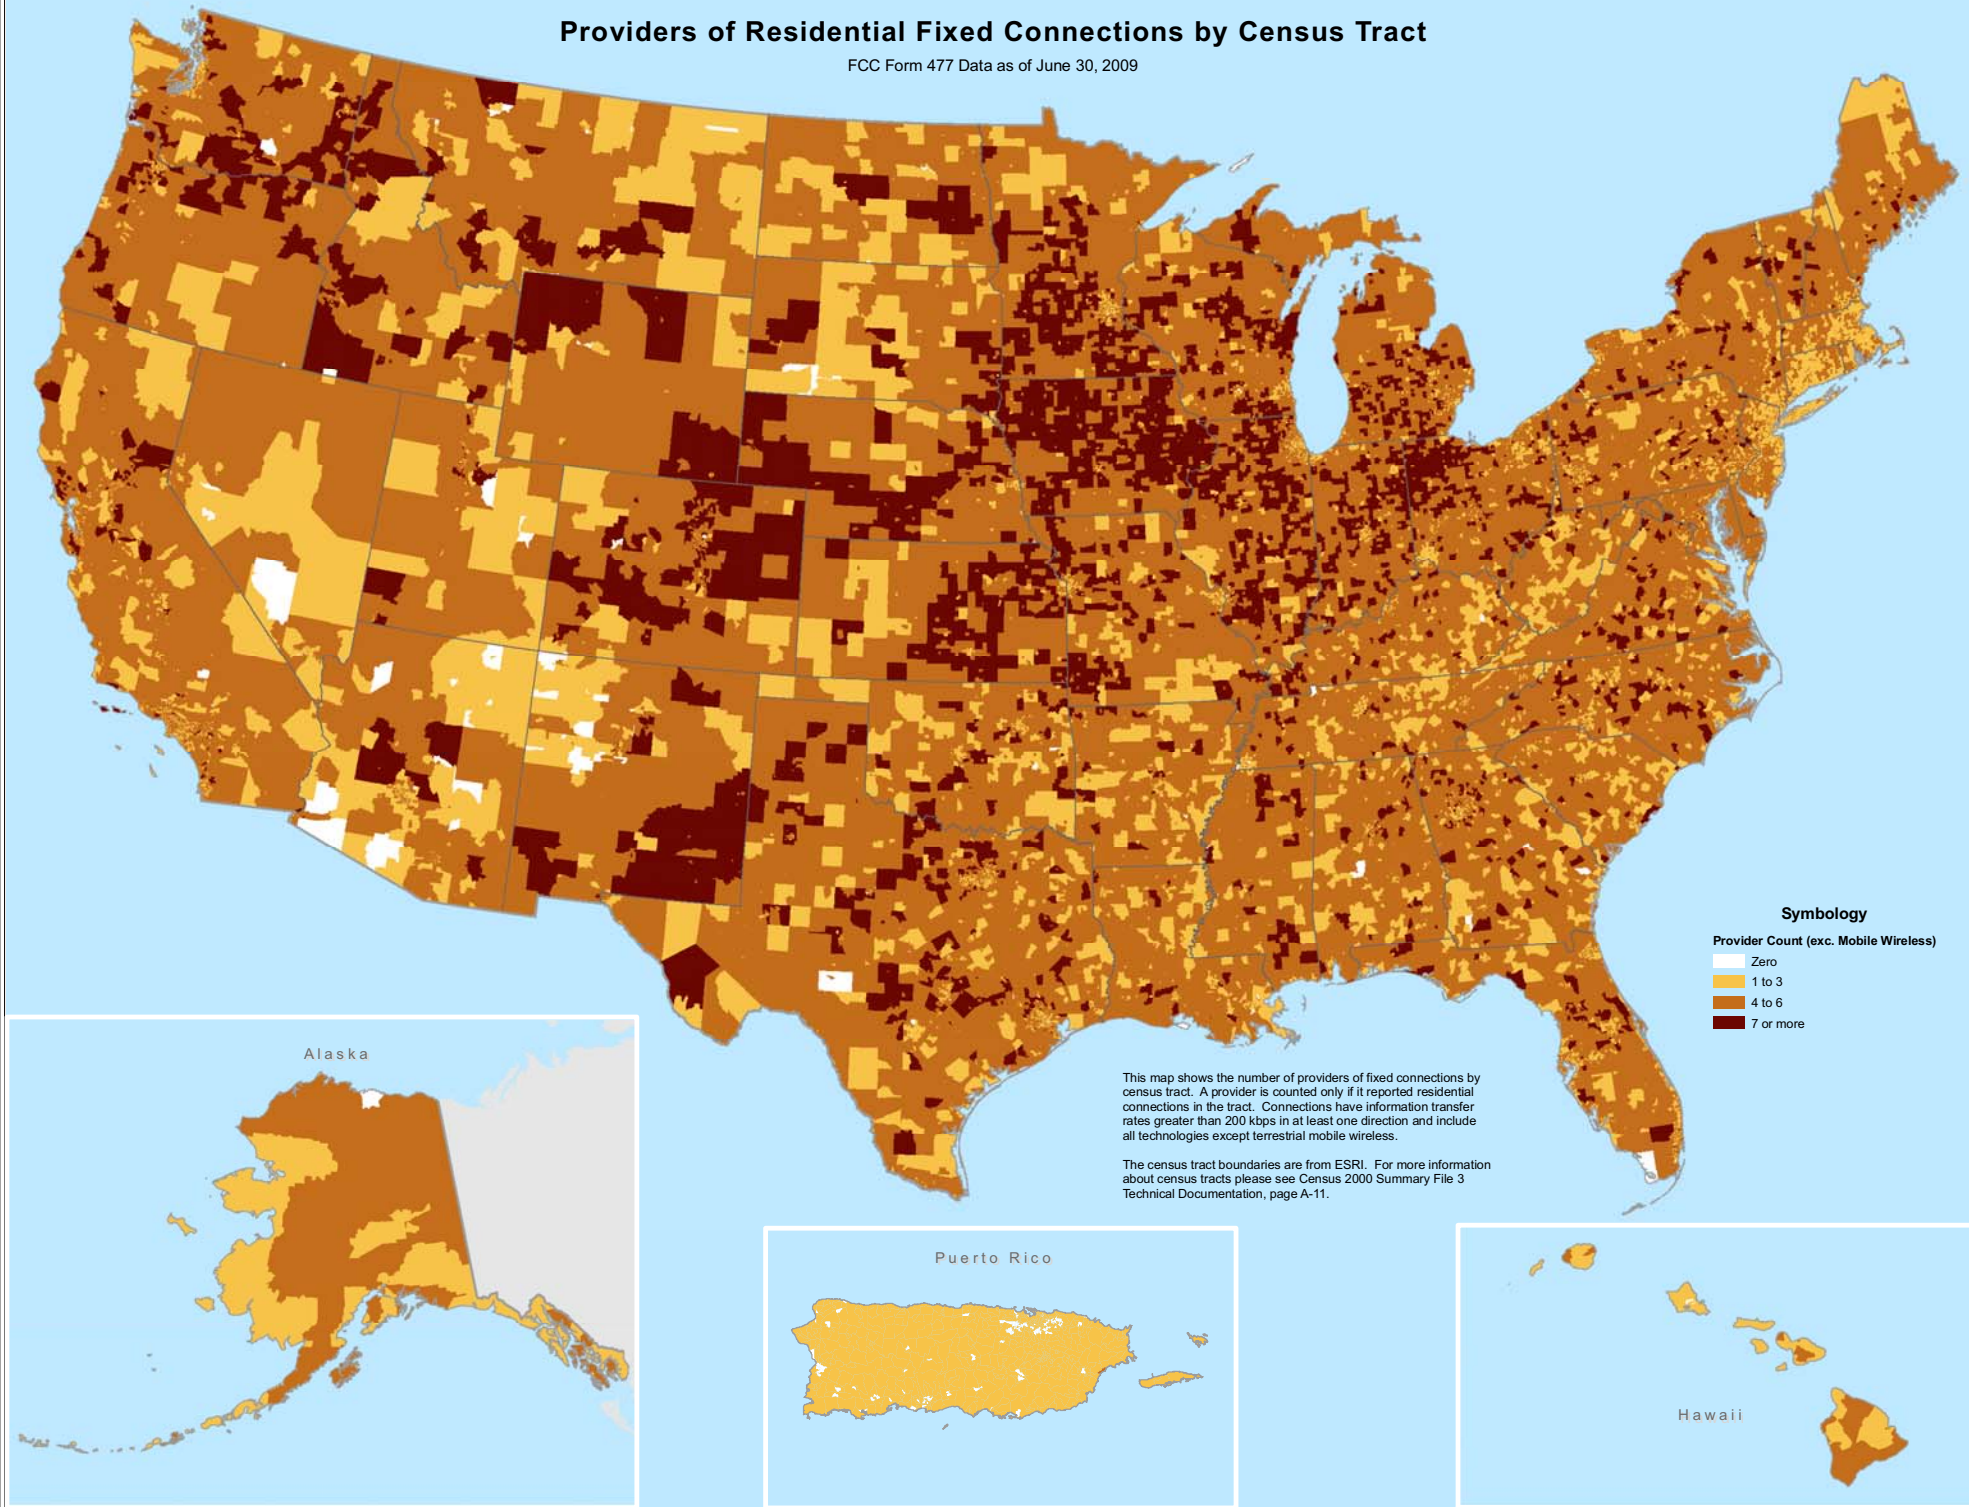 Providers of Residential Fixed Connections by Census Tract
FCC Form 477 Data as of June 30, 2009
Symbology
Provider Count (exc. Mobile Wireless)
Zero
1 to 3
4 to 6
7 or more
Alaska
This map shows the number of providers of fixed connections by
census tract. A provider is counted only if it reported residential
connections in the tract. Connections have information transfer
rates greater than 200 kbps in at least one direction and include
all technologies except terrestrial mobile wireless.
The census tract boundaries are from ESRI. For more information
about census tracts please see Census 2000 Summary File 3
Technical Documentation, page A-11.
Puerto Rico
Hawaii